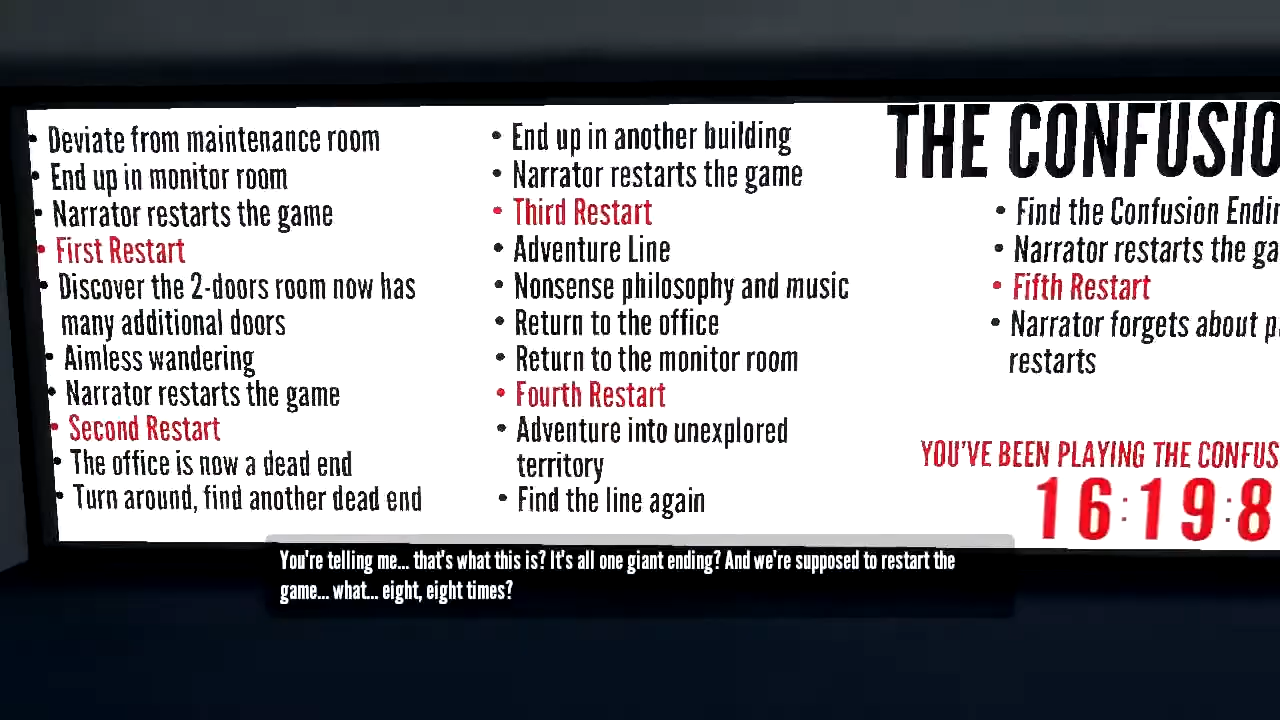 • Deviate from maintenance room
• End up in monitor room
• Narrator restarts the game
• First Restart
• Discover the 2-doors room now has
many additional doors
• Aimless wandering
• Narrator restarts the game
• Second Restart
• The office is now a dead end
• Turn around, find another dead end
• End up in another building
• Narrator restarts the game
• Third Restart
• Adventure Line
• Nonsense philosophy and music
• Return to the office
• Return to the monitor room
• Fourth Restart
• Adventure into unexplored
territory
• Find the line again
THE
• Find the Confusion
• Narrator restarts the
• Fifth Restart
• Narrator forgets about
restarts
YOU'VE BEEN PLAYING THE
16:19:8
You're telling me... that's what this is? It's all one giant ending? And we're supposed to restart the
game... what... eight, eight times?